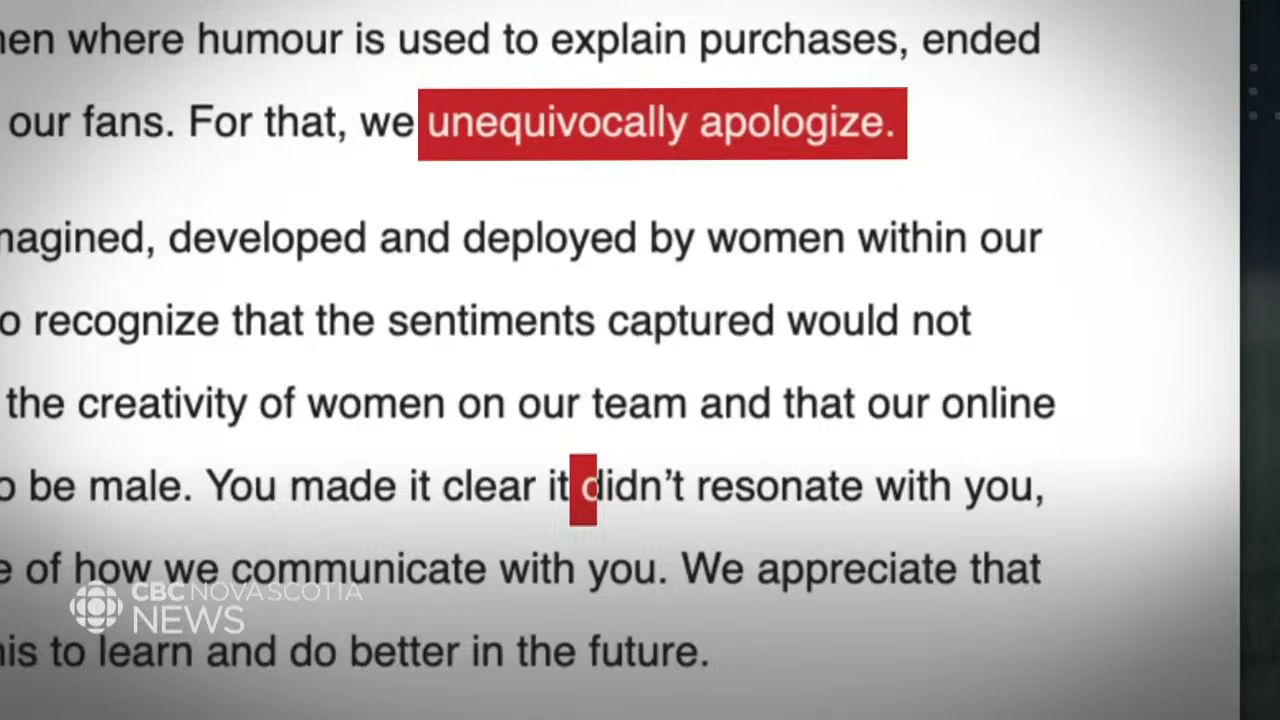 where humour is used to explain purchases, ended
our fans. For that, we unequivocally apologize.
developed and deployed by women within our
recognize that the sentiments captured would not
the creativity of women on our team and that our online
be male. You made it clear it didn't resonate with you,
of how we communicate with you. We appreciate that
to learn and do better in the future.
CBC NOVA SCOTIA
NEWS